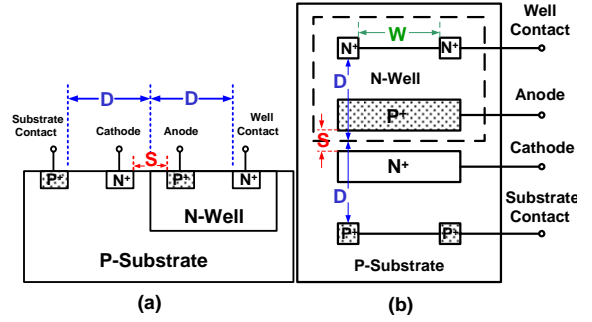 D D
Substrate Contact
Cathode
Anode
Well Contact
S
P+ N+ P+ N+
N-Well
P-Substrate
(a)
N+ W N+
Well Contact
D
N-Well
P+
Anode
S
N+
Cathode
D
Substrate Contact
P+ P+
P-Substrate
(b)